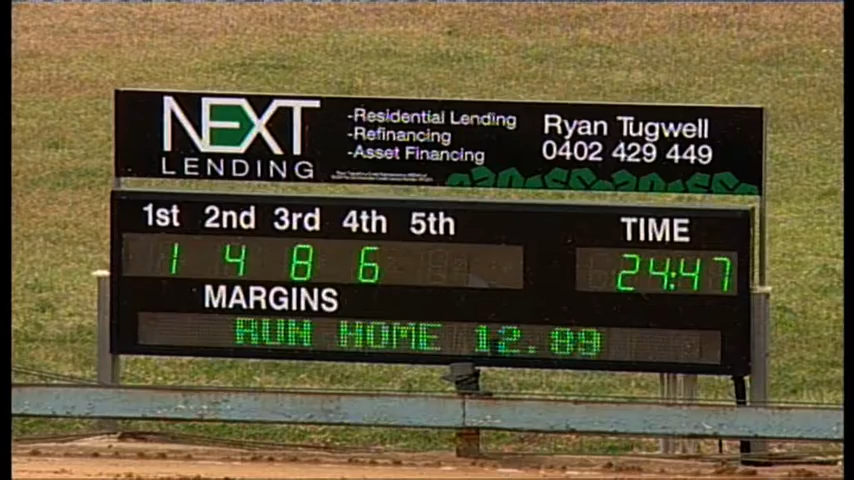 NEXT
LENDING
-Residential Lending
-Refinancing
-Asset Financing
Ryan Tugwell
0402 429 449
1st 2nd 3rd 4th 5th
1 4 8 6
TIME
24:47
MARGINS
RUN HOME 12.89